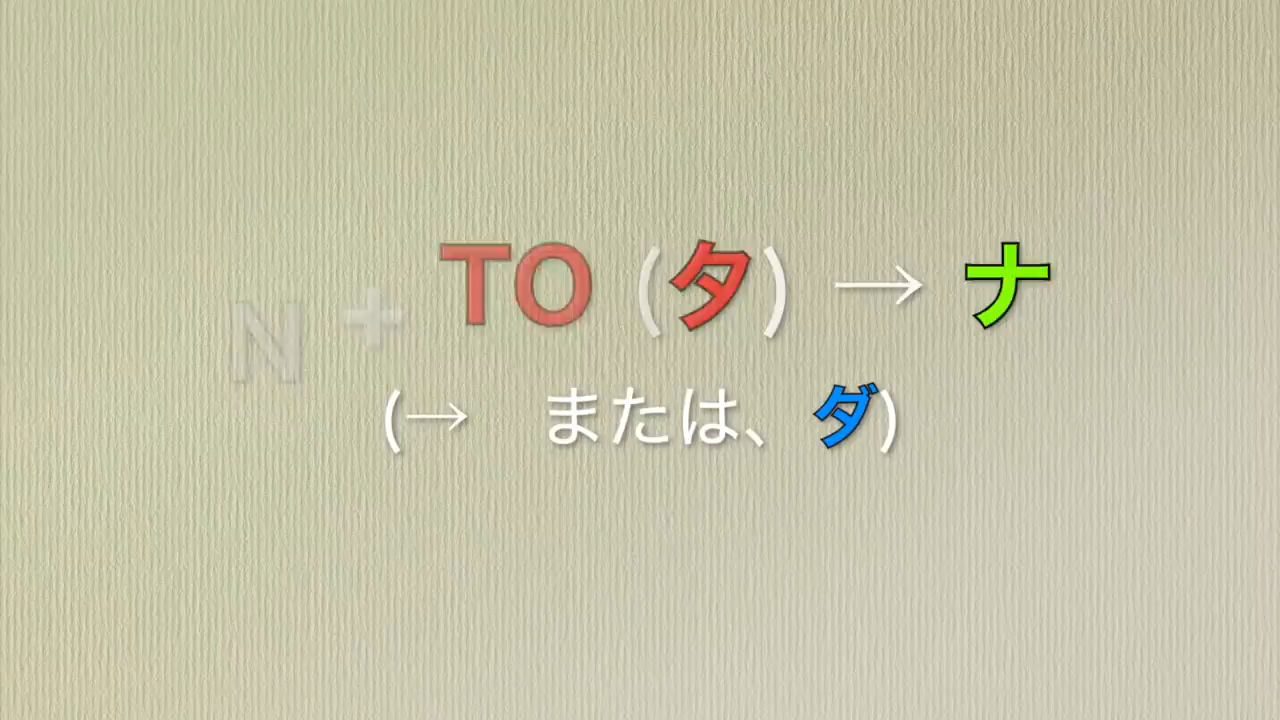 N + TO (タ) → ナ
(→ または、ダ)